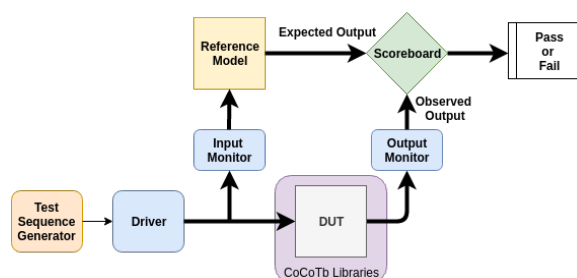 Expected Output
Reference
Model
Scoreboard
Pass
or
Fail
Observed
Output
Input
Monitor
Output
Monitor
Test
Sequence
Generator
Driver
DUT
CoCoTb Libraries